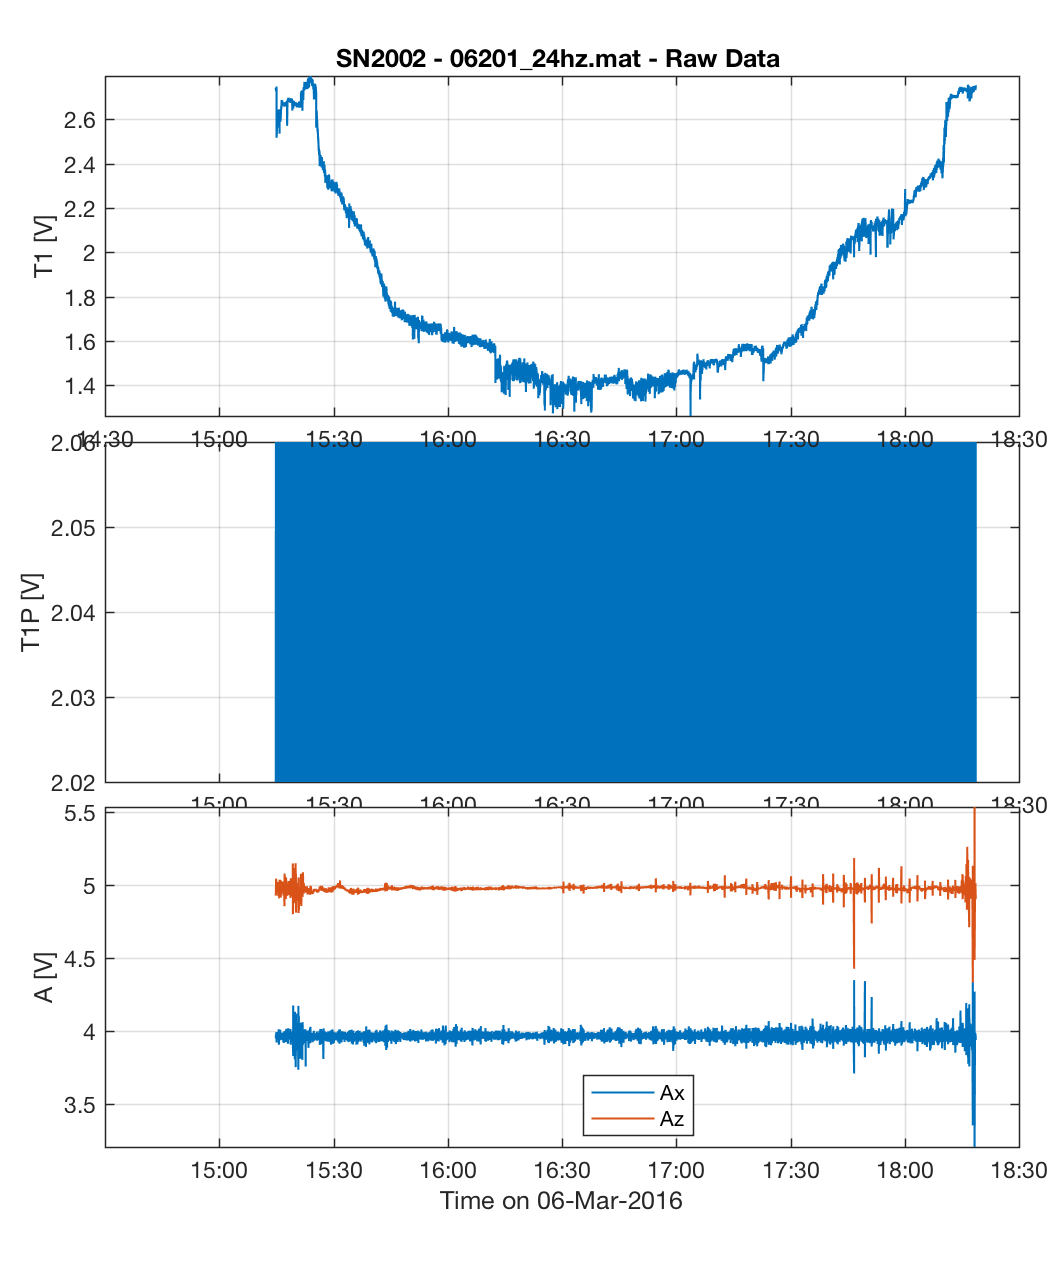 SN2002 - 06201_24hz.mat - Raw Data
T1 [V]
2.6
2.4
2.2
2
1.8
1.6
1.4
14:30 15:00 15:30 16:00 16:30 17:00 17:30 18:00 18:30
T1P [V]
2.06
2.05
2.04
2.03
2.02
15:00 15:30 16:00 16:30 17:00 17:30 18:00 18:30
A [V]
5.5
5
4.5
4
3.5
Ax
Az
15:00 15:30 16:00 16:30 17:00 17:30 18:00 18:30
Time on 06-Mar-2016